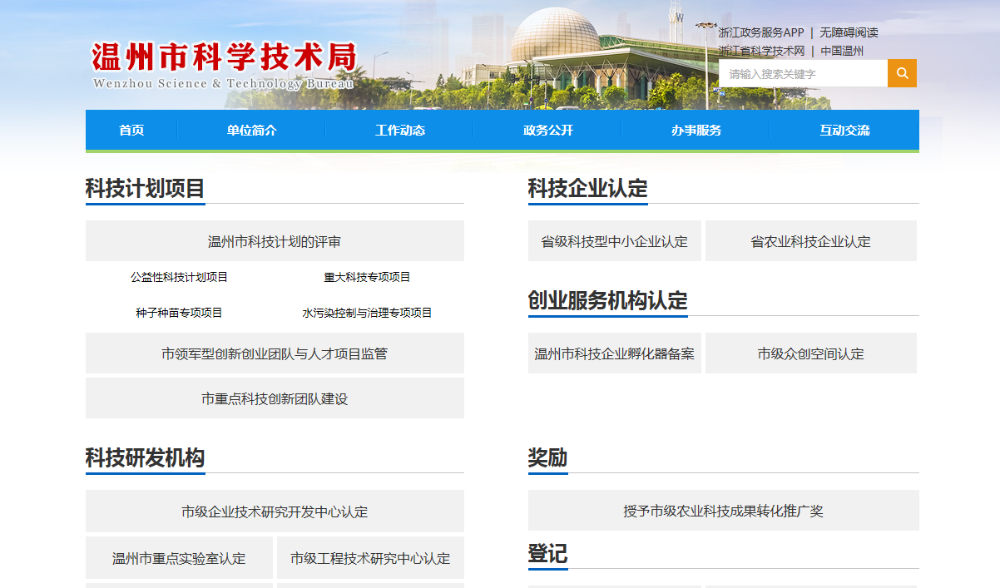 浙江政务服务APP | 无障碍阅读
温州市科学技术局
浙江省科学技术网 | 中国温州
Wenzhou Science & Technology Bureau
请输入搜索关键字
首页 单位简介 工作动态 政务公开 办事服务 互动交流
科技计划项目
温州市科技计划的评审
公益性科技计划项目 重大科技专项项目
种子种苗专项项目 水污染控制与治理专项项目
市领军型创新创业团队与人才项目监管
市重点科技创新团队建设
科技企业认定
省级科技型中小企业认定 省农业科技企业认定
创业服务机构认定
温州市科技企业孵化器备案 市级众创空间认定
科技研发机构
市级企业技术研究开发中心认定
温州市重点实验室认定 市级工程技术研究中心认定
奖励
授予市级农业科技成果转化推广奖
登记